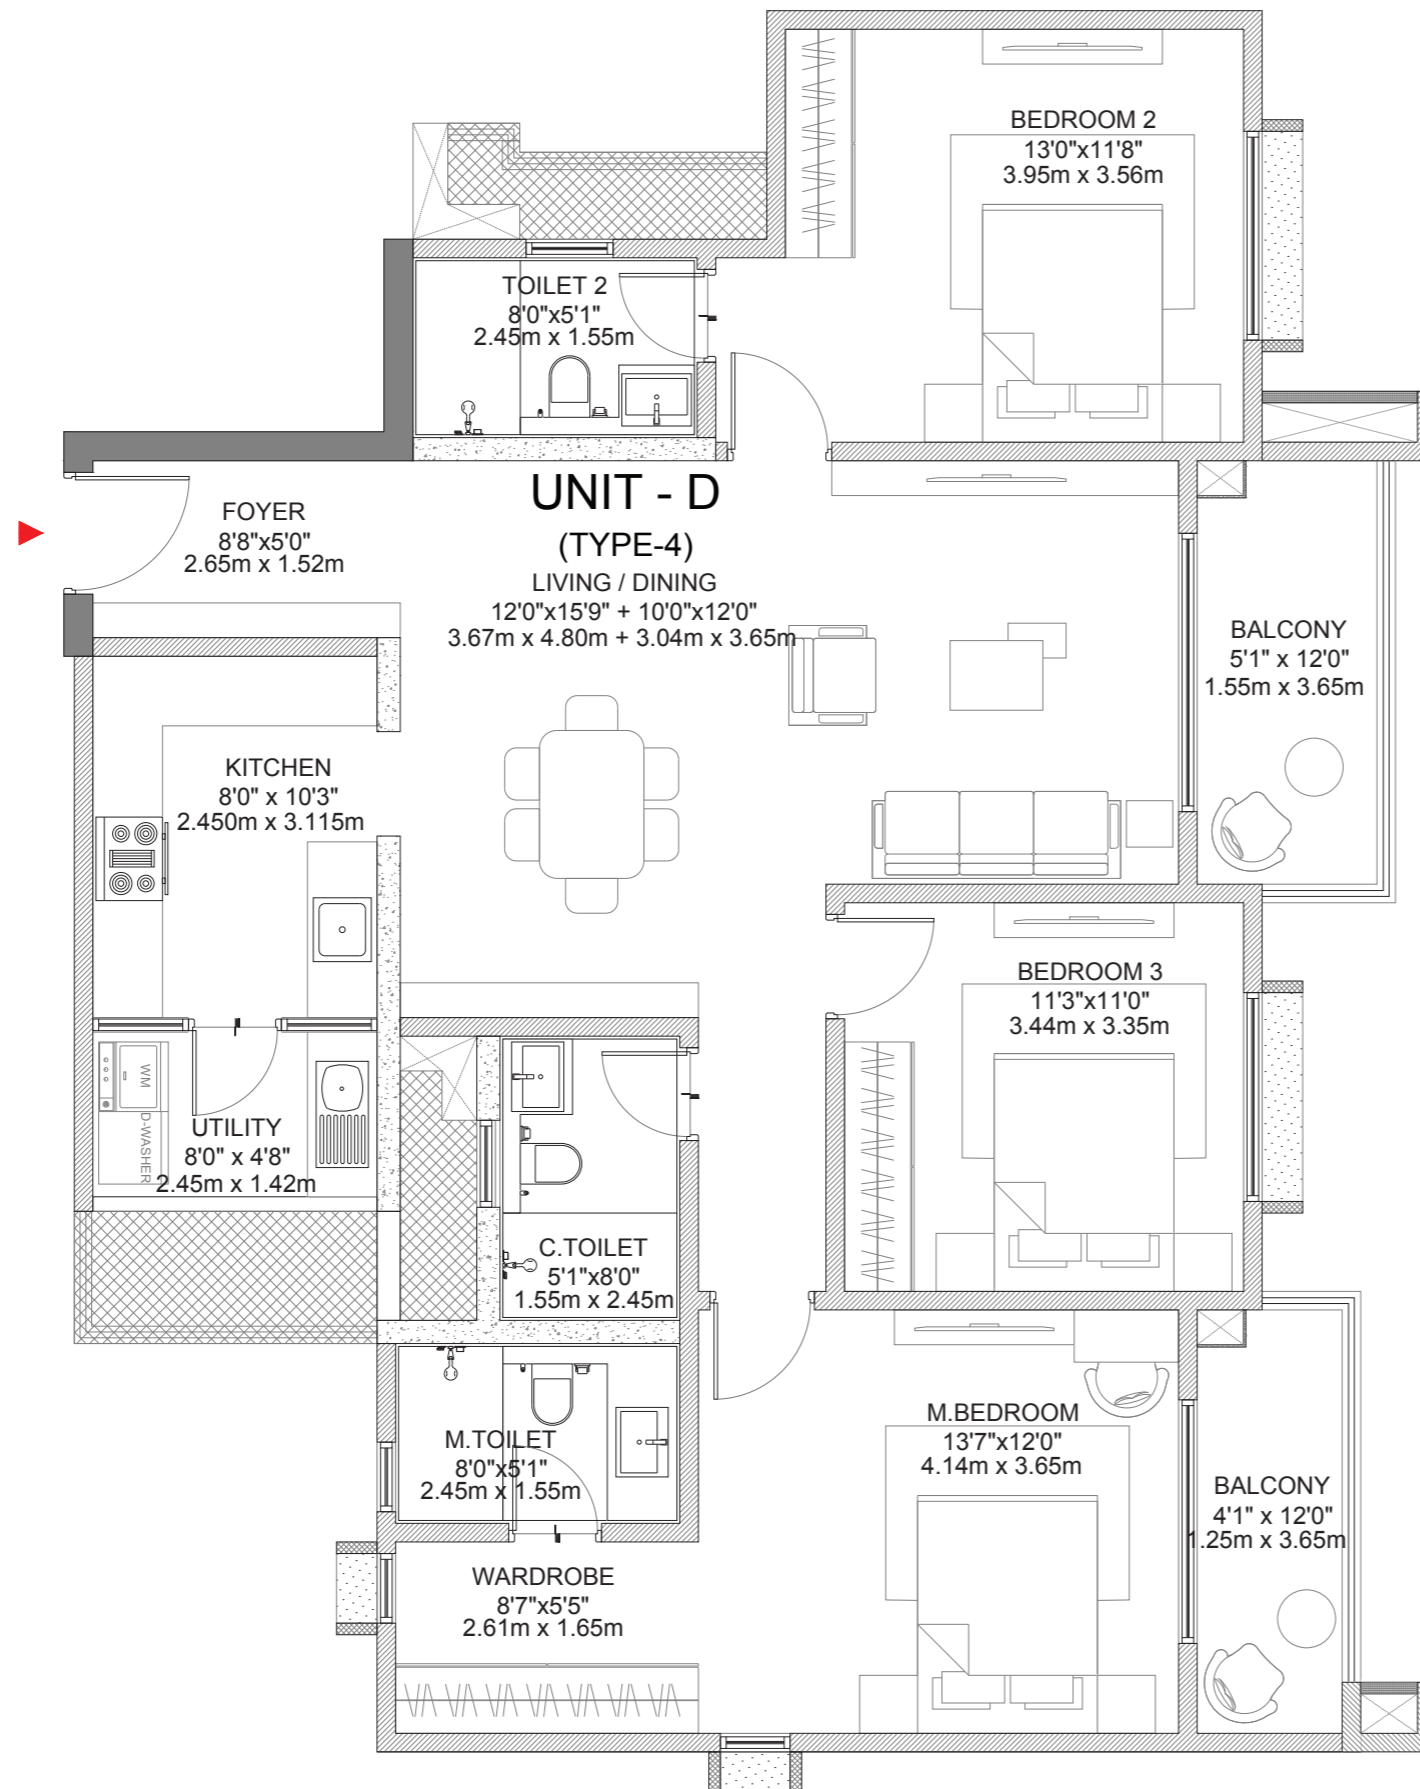 BEDROOM 2
13'0"x11'8"
3.95m x 3.56m
TOILET 2
8'0"x5'1"
2.45m x 1.55m
UNIT - D
(TYPE-4)
FOYER
8'8"x5'0"
2.65m x 1.52m
LIVING / DINING
12'0"x15'9" + 10'0"x12'0"
3.67m x 4.80m + 3.04m x 3.65m
BALCONY
5'1" x 12'0"
1.55m x 3.65m
KITCHEN
8'0" x 10'3"
2.450m x 3.115m
BEDROOM 3
11'3"x11'0"
3.44m x 3.35m
WM
D-WASHER
UTILITY
8'0" x 4'8"
2.45m x 1.42m
C.TOILET
5'1"x8'0"
1.55m x 2.45m
M.TOILET
8'0"x5'1"
2.45m x 1.55m
M.BEDROOM
13'7"x12'0"
4.14m x 3.65m
BALCONY
4'1" x 12'0"
1.25m x 3.65m
WARDROBE
8'7"x5'5"
2.61m x 1.65m